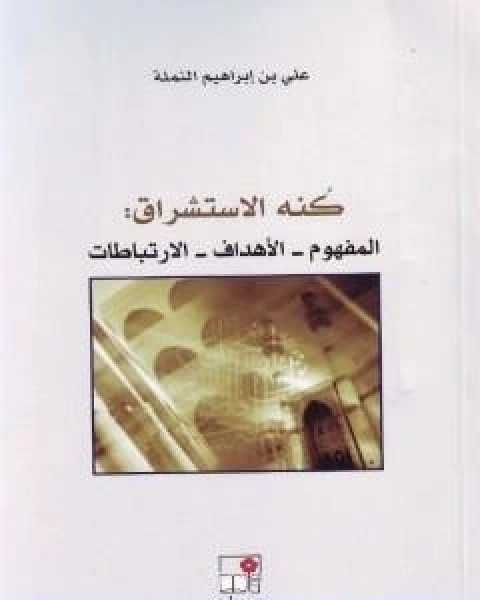 علي بن إبراهيم النملة
كُنه الاستشراق:
المفهوم - الأهداف - الارتباطات